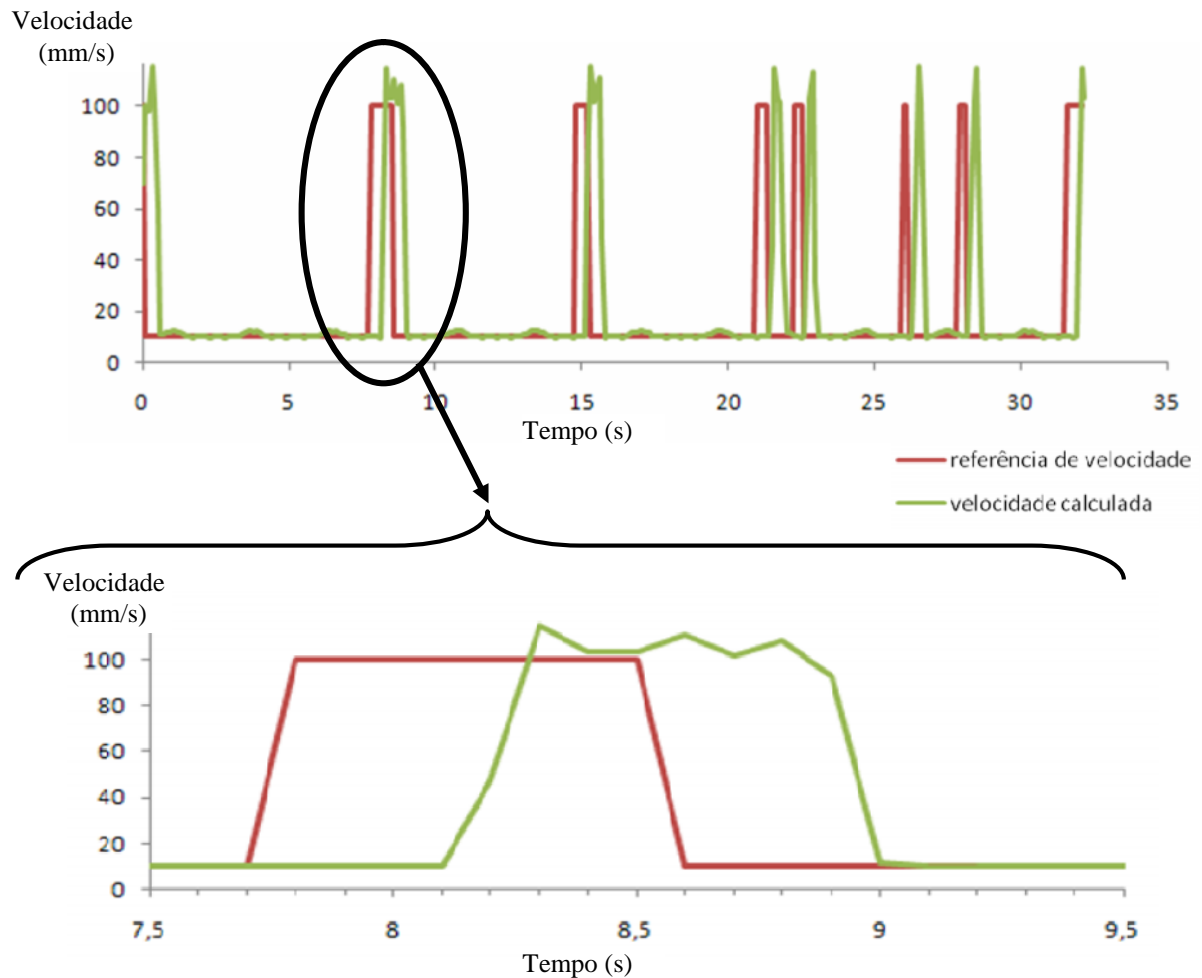 Velocidade
(mm/s)
100
80
60
40
20
0
0 5 10 15 20 25 30 35
Tempo (s)
referência de velocidade
velocidade calculada
Velocidade
(mm/s)
100
80
60
40
20
0
7,5 8 8,5 9 9,5
Tempo (s)